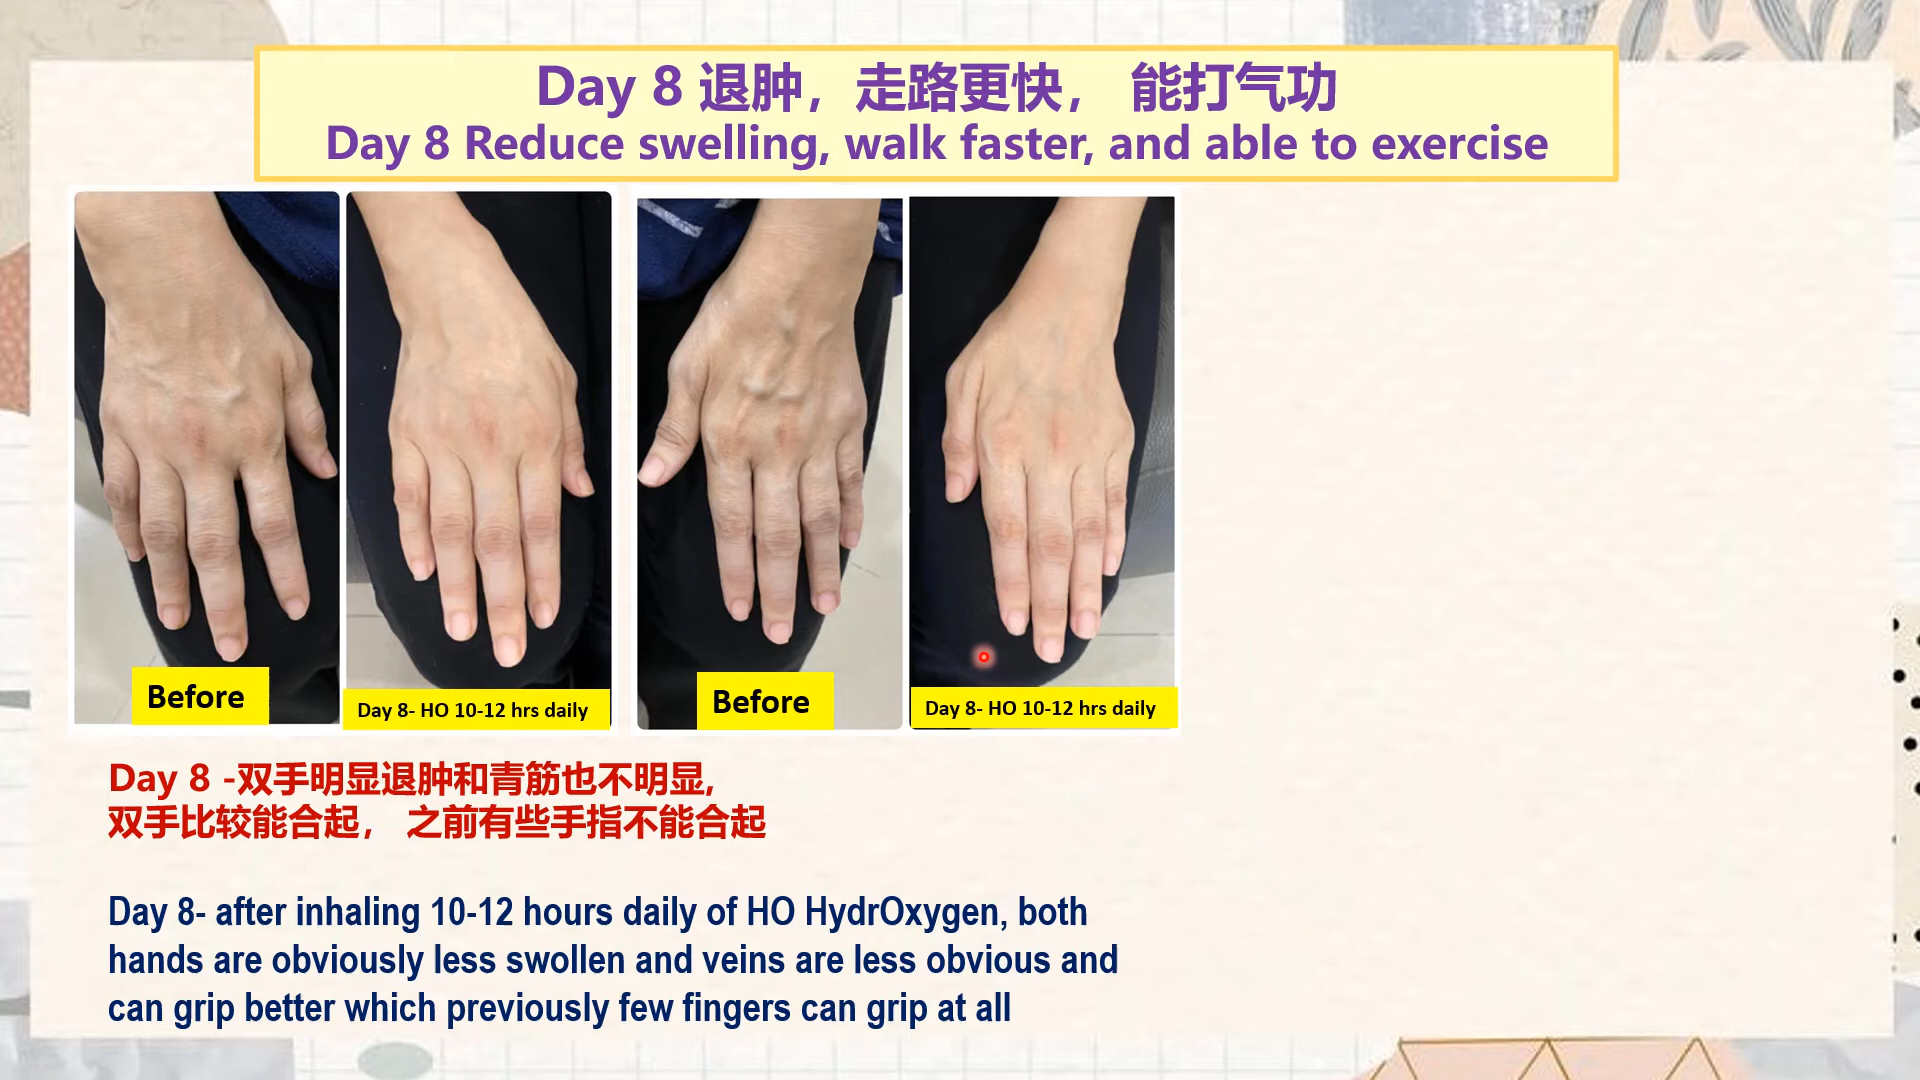 Day 8 退肿，走路更快， 能打气功
Day 8 Reduce swelling, walk faster, and able to exercise
Before
Day 8- HO 10-12 hrs daily
Before
Day 8- HO 10-12 hrs daily
Day 8 -双手明显退肿和青筋也不明显,
双手比较能合起， 之前有些手指不能合起
Day 8- after inhaling 10-12 hours daily of HO HydrOxygen, both
hands are obviously less swollen and veins are less obvious and
can grip better which previously few fingers can grip at all